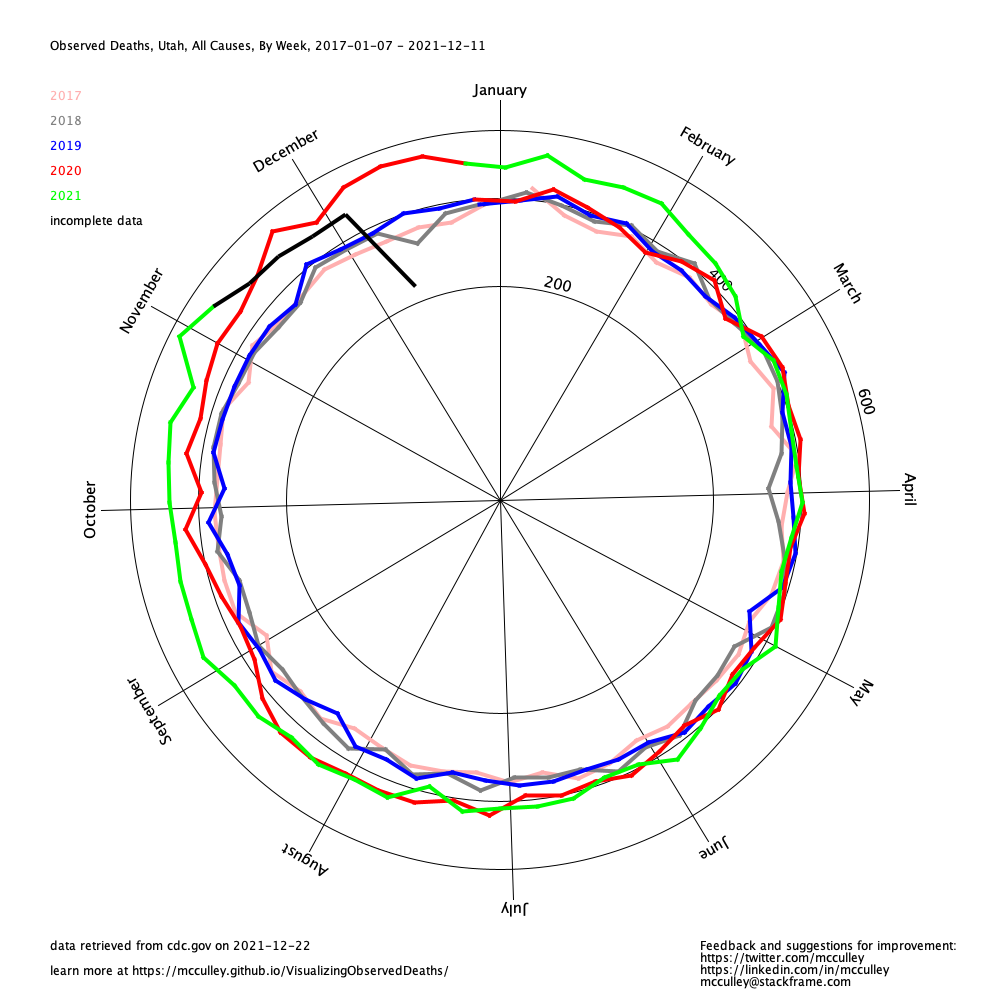 Observed Deaths, Utah, All Causes, By Week, 2017-01-07 - 2021-12-11
2017
2018
2019
2020
2021
incomplete data
January
February
March
April
May
June
July
August
September
October
November
December
200
400
600
data retrieved from cdc.gov on 2021-12-22
learn more at https://mcculley.github.io/VisualizingObservedDeaths/
Feedback and suggestions for improvement:
https://twitter.com/mcculley
https://linkedin.com/in/mcculley
mcculley@stackframe.com